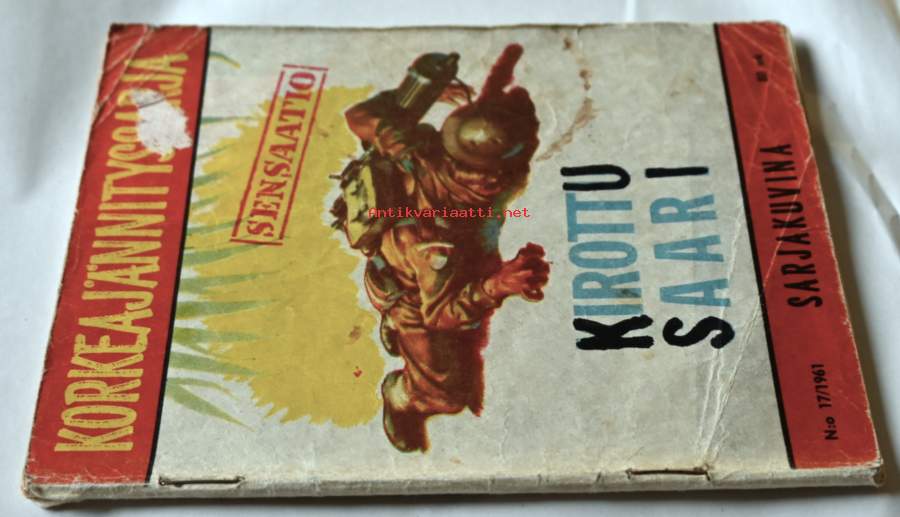 KORKEAJÄNNITYSSARJA
SENSAATIO
antikvariaatti.net
KIROTTU
SAARI
N:o 17/1961
SARJAKUVINA